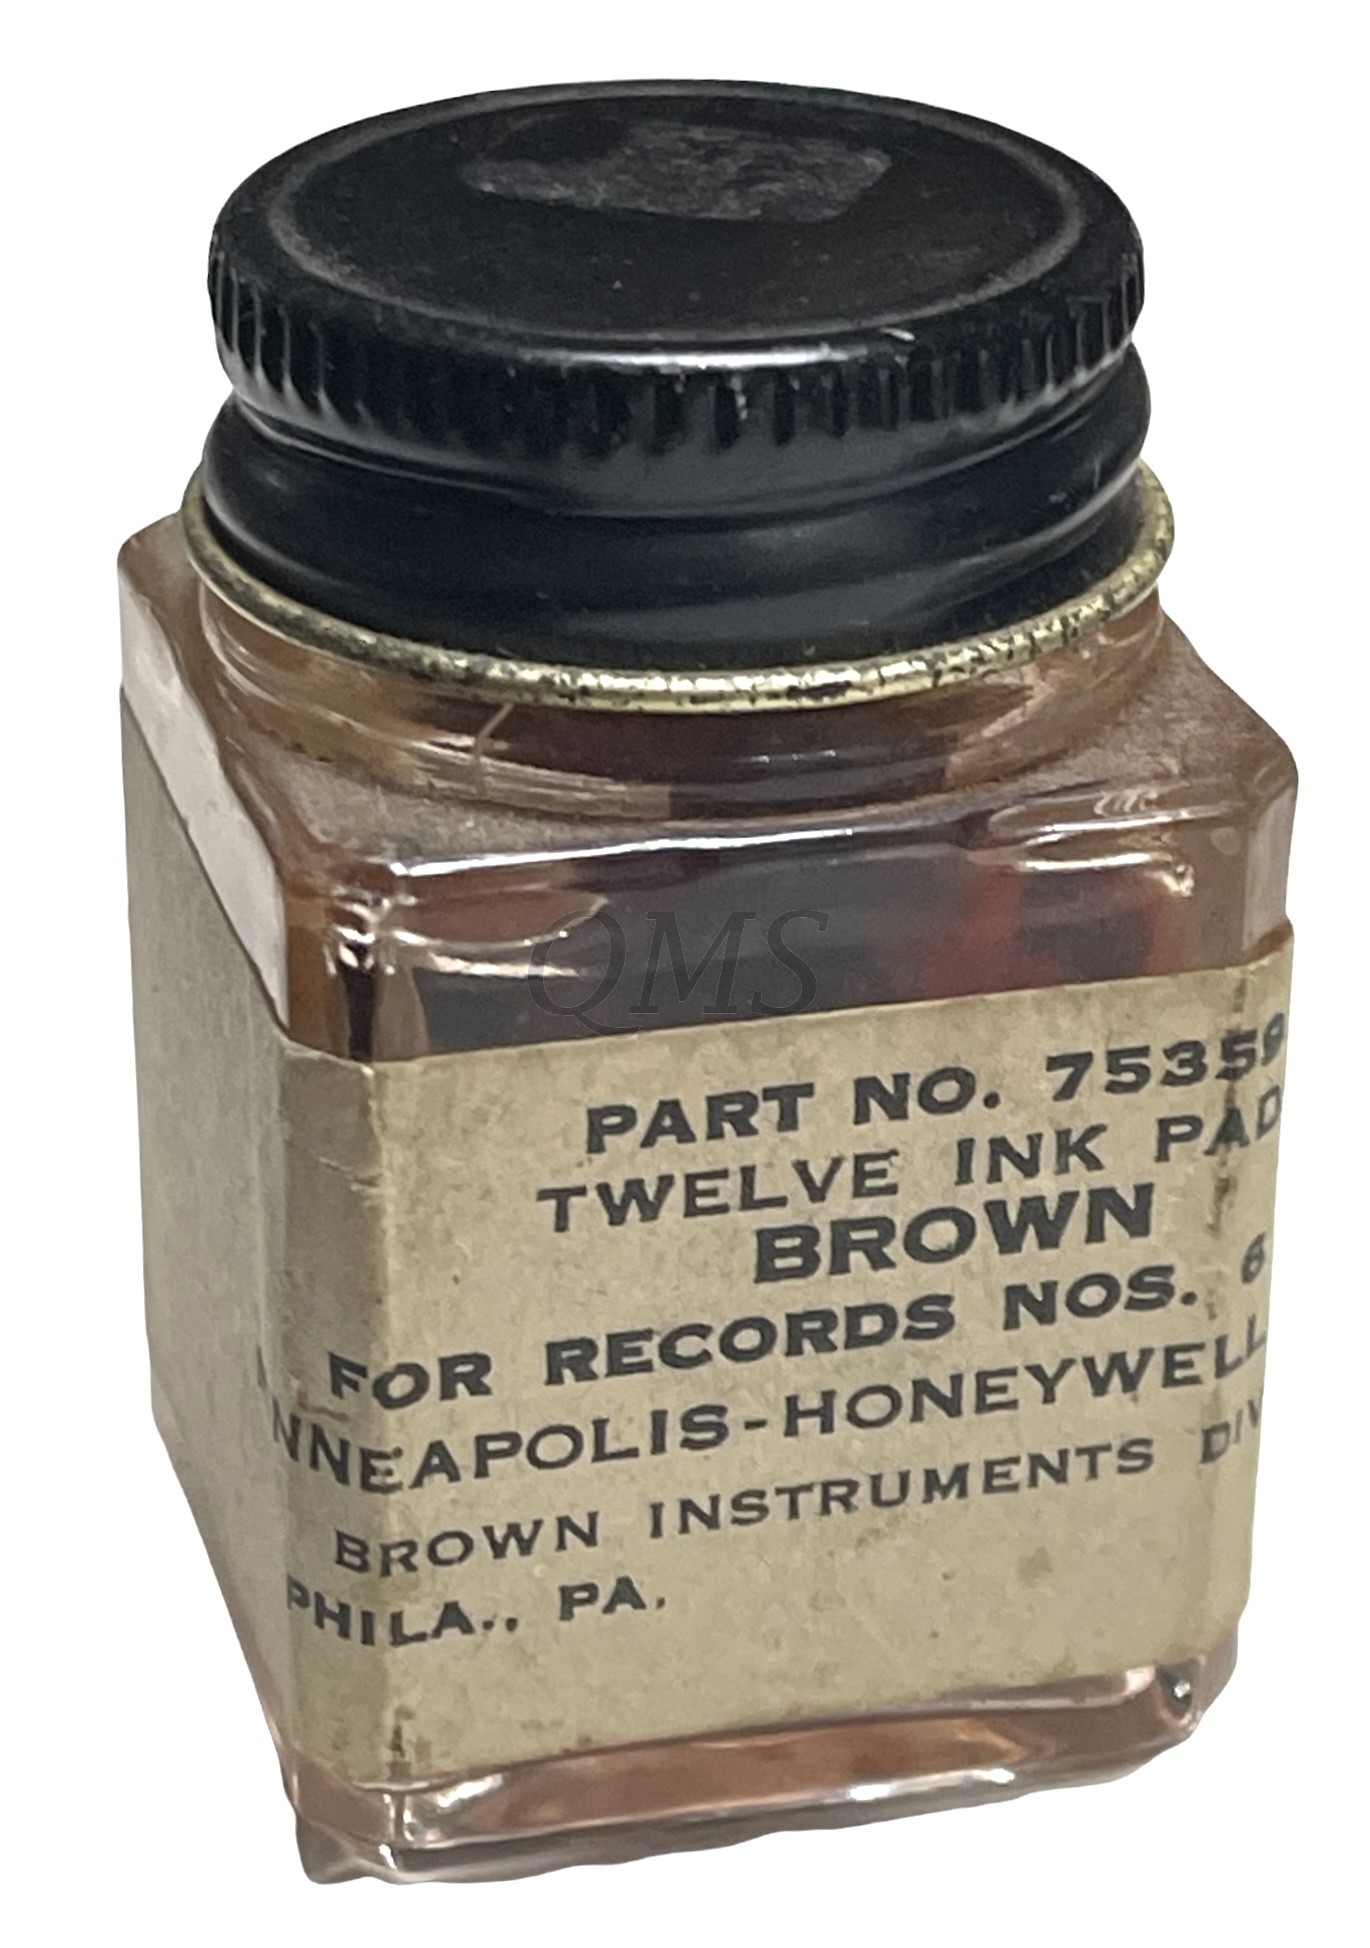 QMS
PART NO. 75359
TWELVE INK PAD
BROWN
FOR RECORDS NOS. 6
NNEAPOLIS-HONEYWELL
BROWN INSTRUMENTS DIV
PHILA., PA.